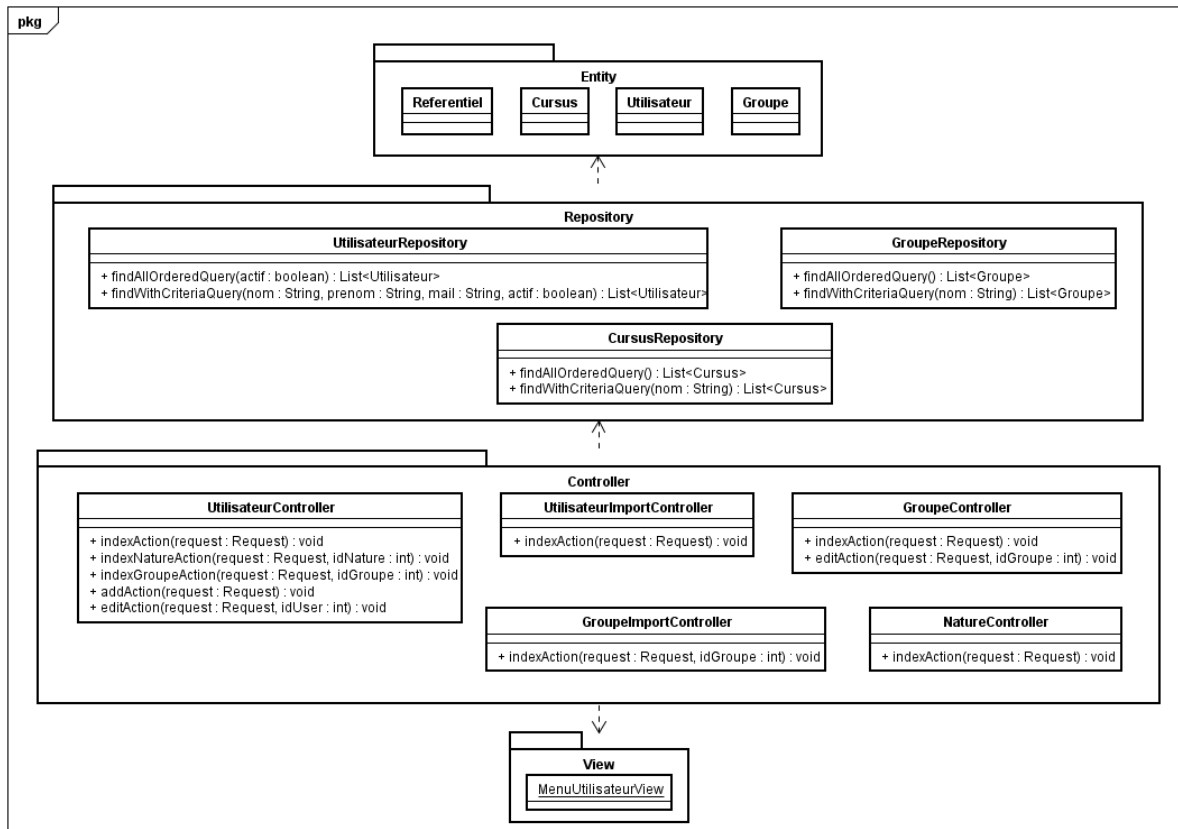 pkg
Entity
Referentiel
Cursus
Utilisateur
Groupe
Repository
UtilisateurRepository
+ findAllOrderedQuery(actif : boolean) : List<Utilisateur>
+ findWithCriteriaQuery(nom : String, prenom : String, mail : String, actif : boolean) : List<Utilisateur>
GroupeRepository
+ findAllOrderedQuery() : List<Groupe>
+ findWithCriteriaQuery(nom : String) : List<Groupe>
CursusRepository
+ findAllOrderedQuery() : List<Cursus>
+ findWithCriteriaQuery(nom : String) : List<Cursus>
Controller
UtilisateurController
+ indexAction(request : Request) : void
+ indexNatureAction(request : Request, idNature : int) : void
+ indexGroupeAction(request : Request, idGroupe : int) : void
+ addAction(request : Request) : void
+ editAction(request : Request, idUser : int) : void
UtilisateurImportController
+ indexAction(request : Request) : void
GroupeController
+ indexAction(request : Request) : void
+ editAction(request : Request, idGroupe : int) : void
GroupeImportController
+ indexAction(request : Request, idGroupe : int) : void
NatureController
+ indexAction(request : Request) : void
View
MenuUtilisateurView